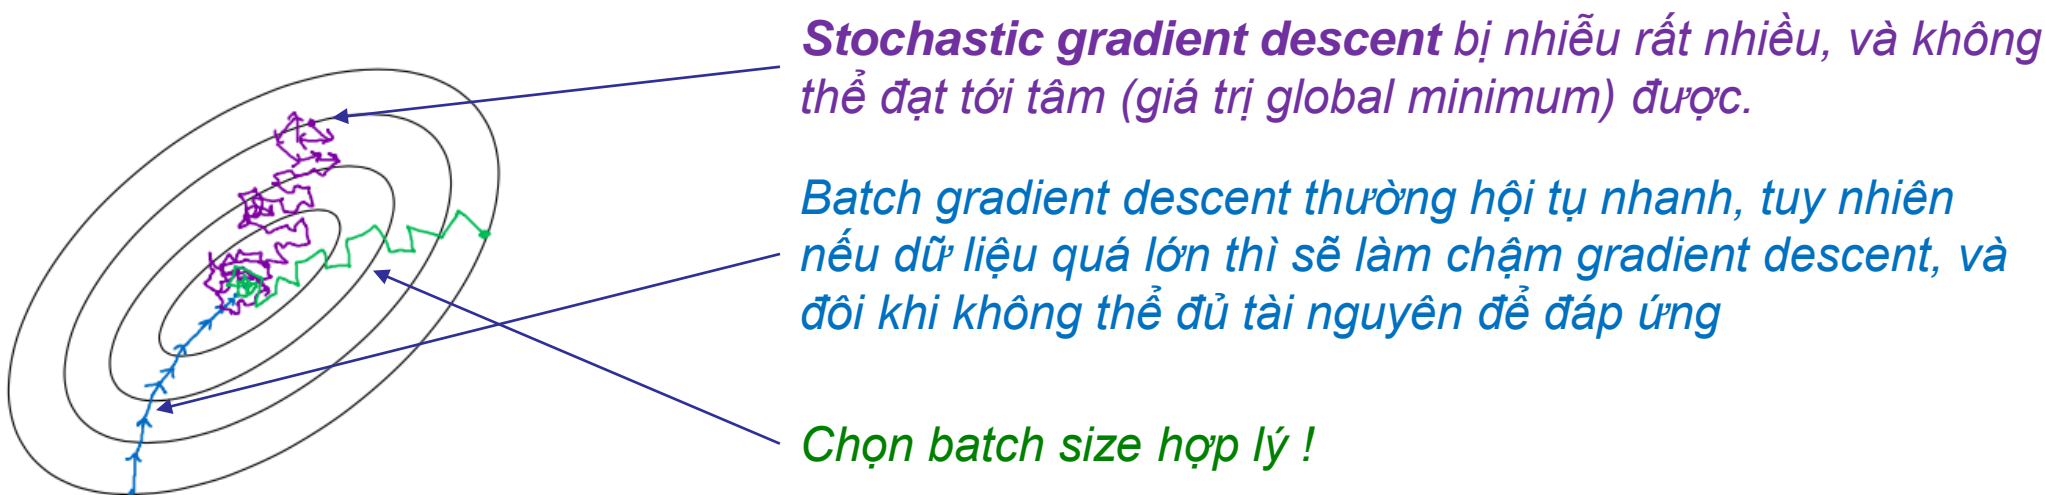 Stochastic gradient descent bị nhiễu rất nhiều, và không
thể đạt tới tâm (giá trị global minimum) được.
Batch gradient descent thường hội tụ nhanh, tuy nhiên
nếu dữ liệu quá lớn thì sẽ làm chậm gradient descent, và
đôi khi không thể đủ tài nguyên để đáp ứng
Chọn batch size hợp lý !